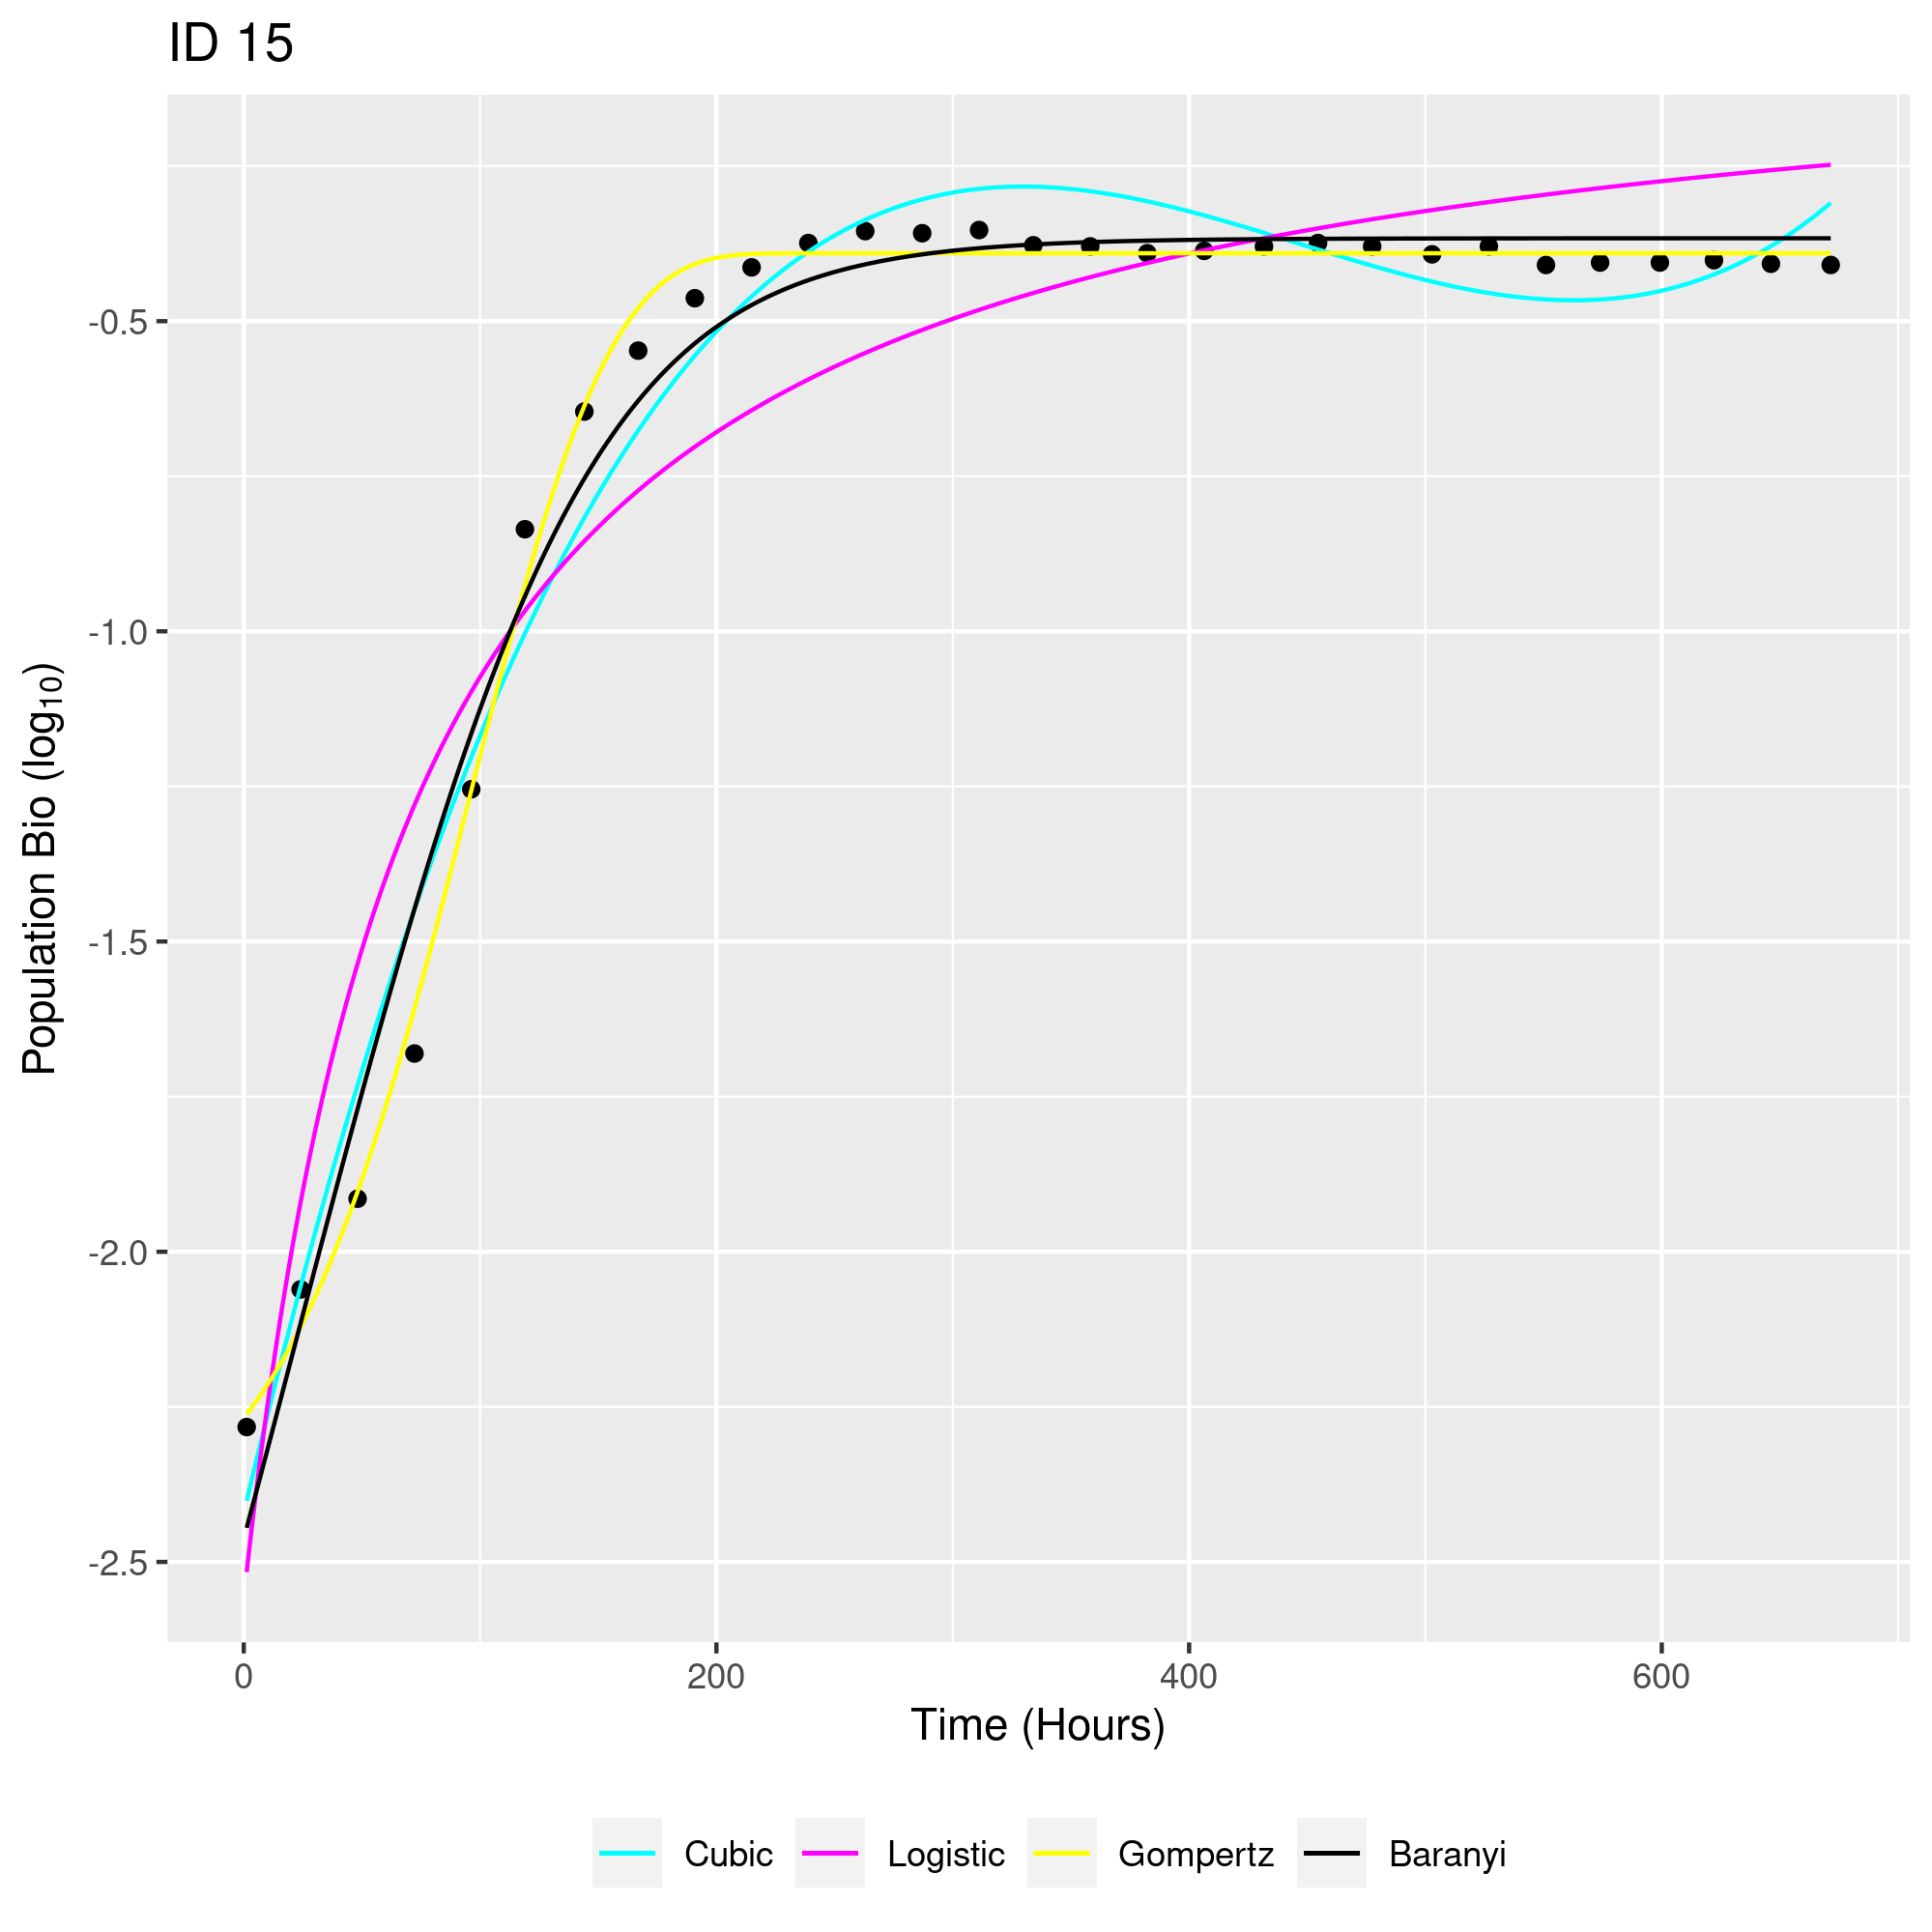 ID 15
Population Bio (log₁₀)
-0.5
-1.0
-1.5
-2.0
-2.5
0 200 400 600
Time (Hours)
Cubic Logistic Gompertz Baranyi